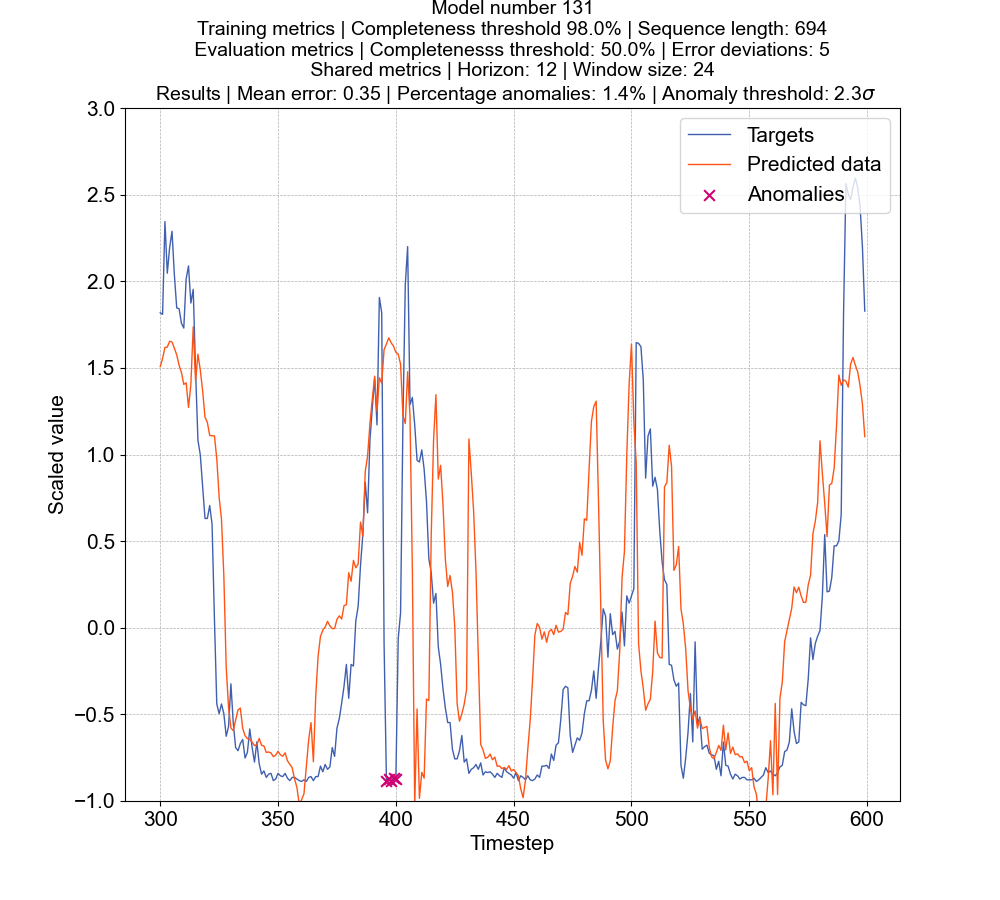 Model number 131
Training metrics | Completeness threshold 98.0% | Sequence length: 694
Evaluation metrics | Completenesss threshold: 50.0% | Error deviations: 5
Shared metrics | Horizon: 12 | Window size: 24
Results | Mean error: 0.35 | Percentage anomalies: 1.4% | Anomaly threshold: 2.3σ
3.0
2.5
2.0
1.5
1.0
0.5
0.0
−0.5
−1.0
Scaled value
Targets
Predicted data
Anomalies
300
350
400
450
500
550
600
Timestep